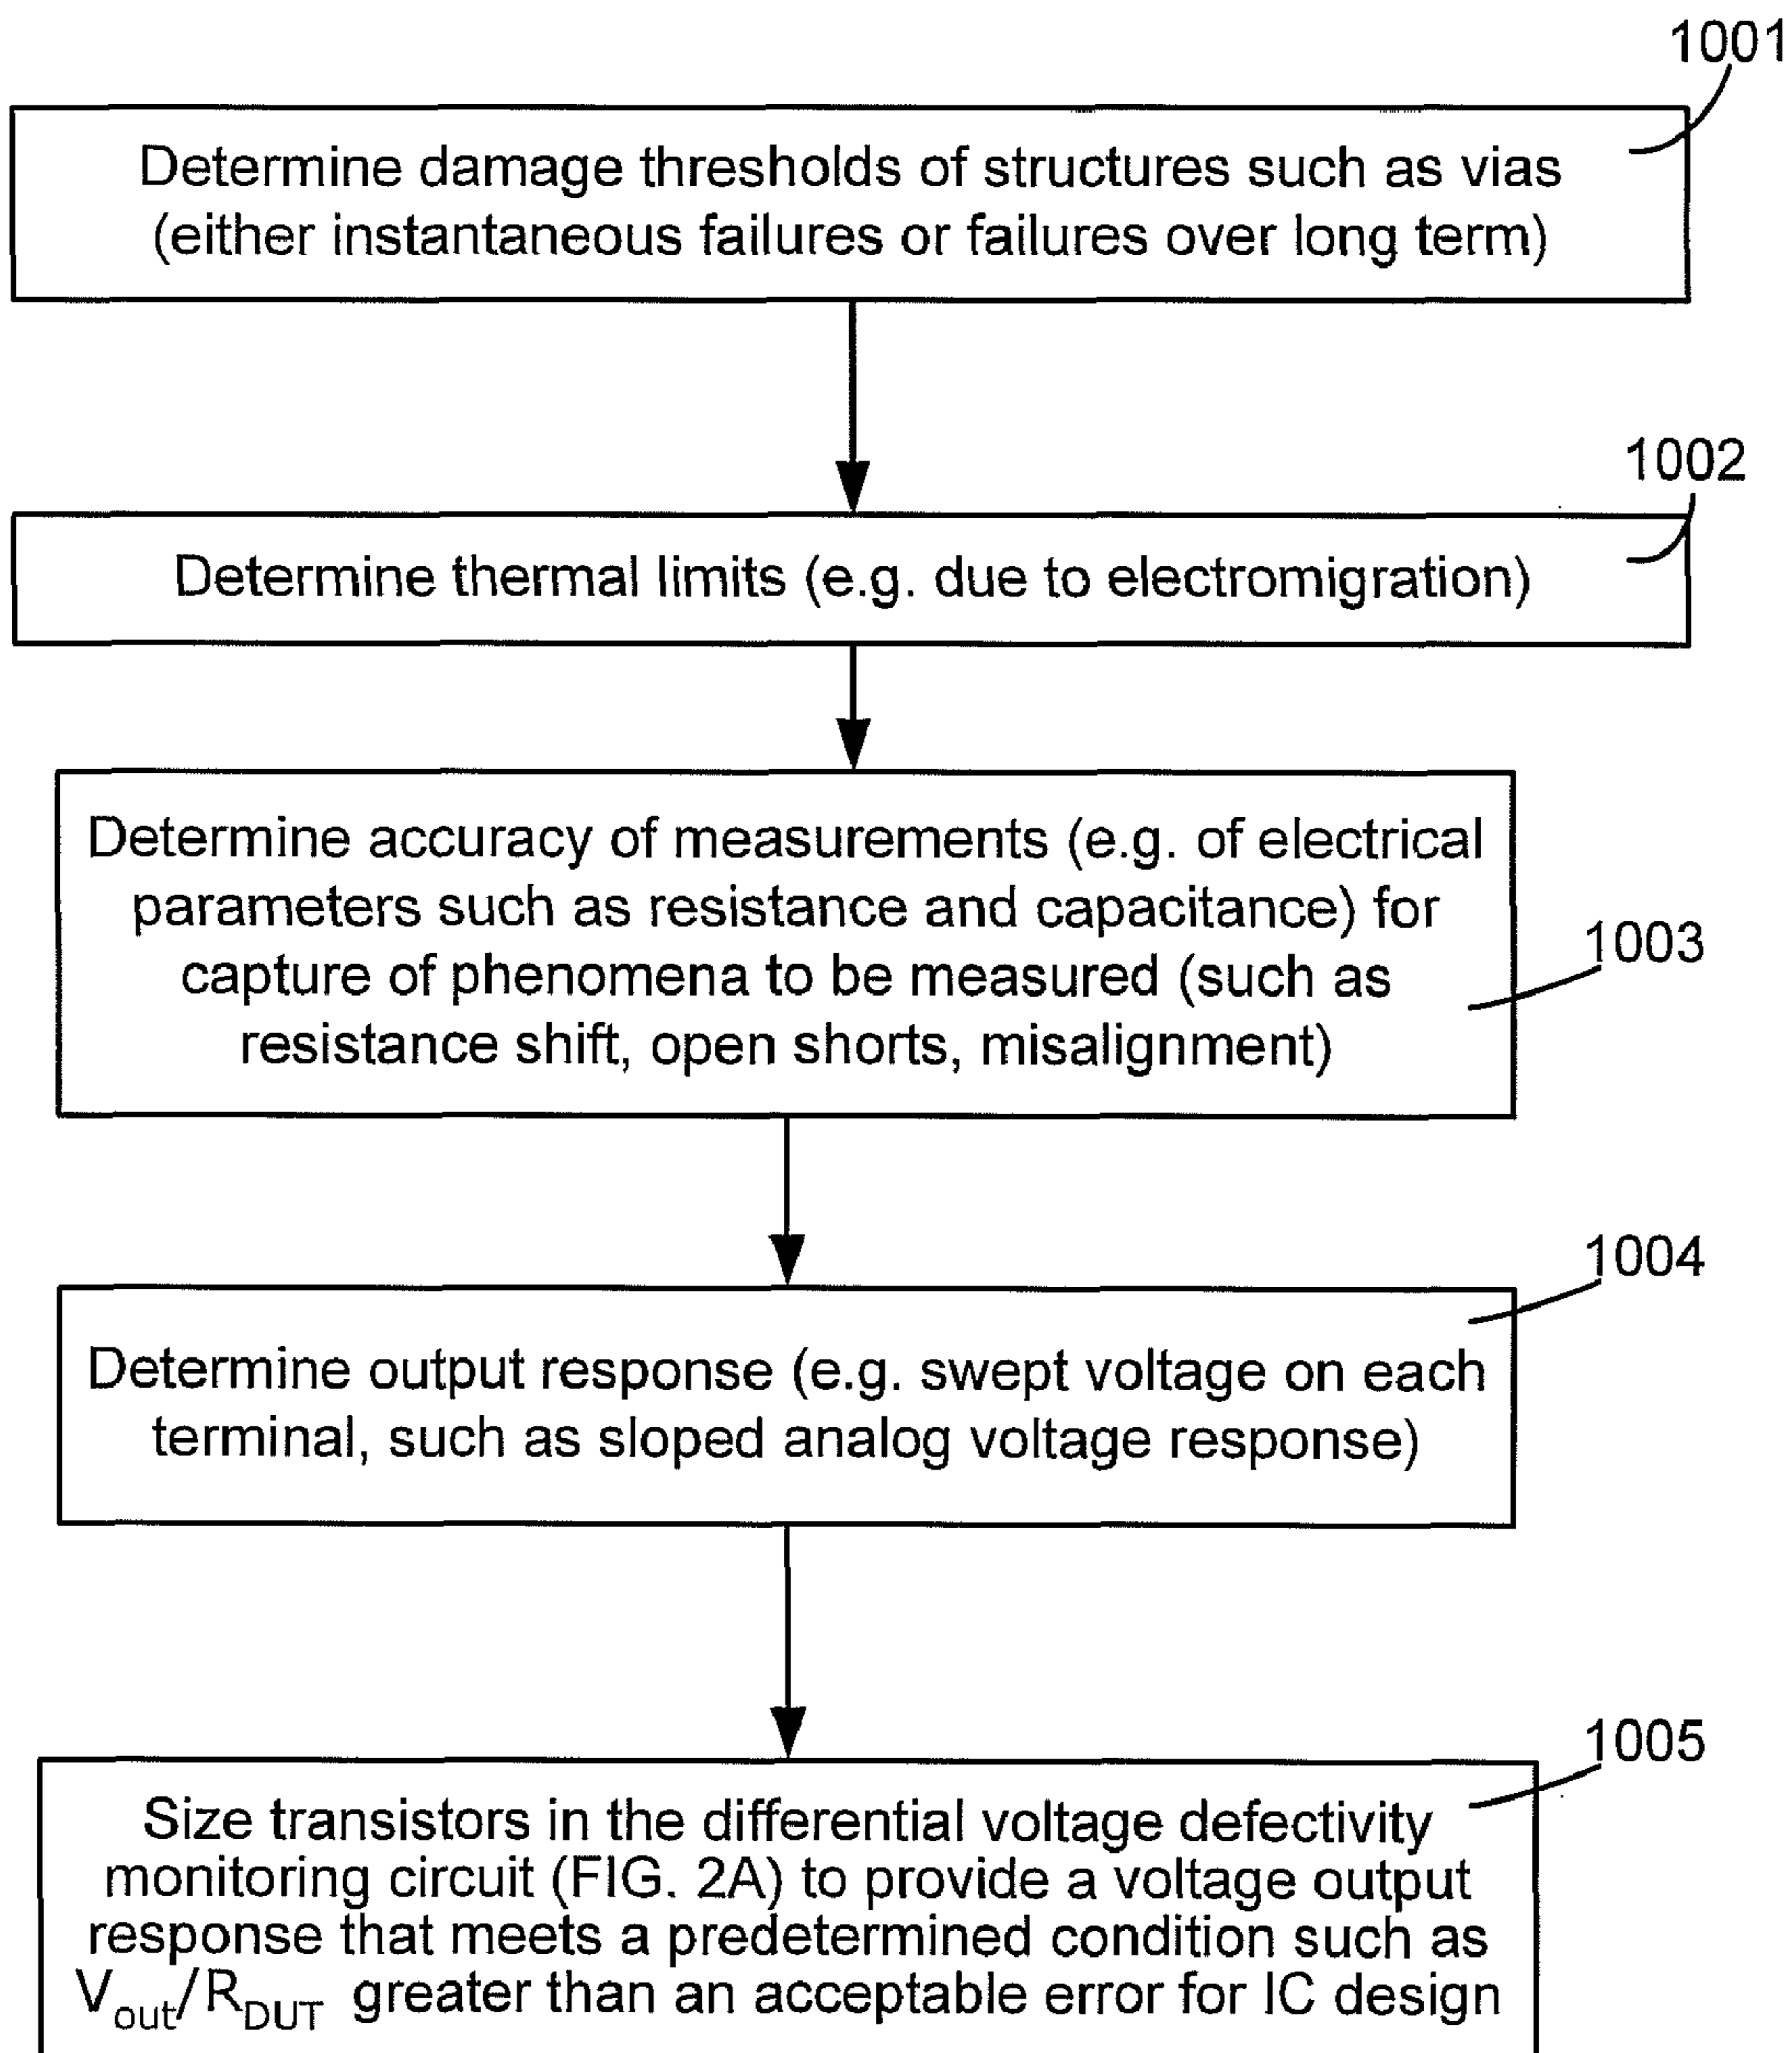 1001
Determine damage thresholds of structures such as vias
(either instantaneous failures or failures over long term)
1002
Determine thermal limits (e.g. due to electromigration)
Determine accuracy of measurements (e.g. of electrical
parameters such as resistance and capacitance) for
capture of phenomena to be measured (such as
resistance shift, open shorts, misalignment)
1003
1004
Determine output response (e.g. swept voltage on each
terminal, such as sloped analog voltage response)
1005
Size transistors in the differential voltage defectivity
monitoring circuit (FIG. 2A) to provide a voltage output
response that meets a predetermined condition such as
Vout/RDUT greater than an acceptable error for IC design